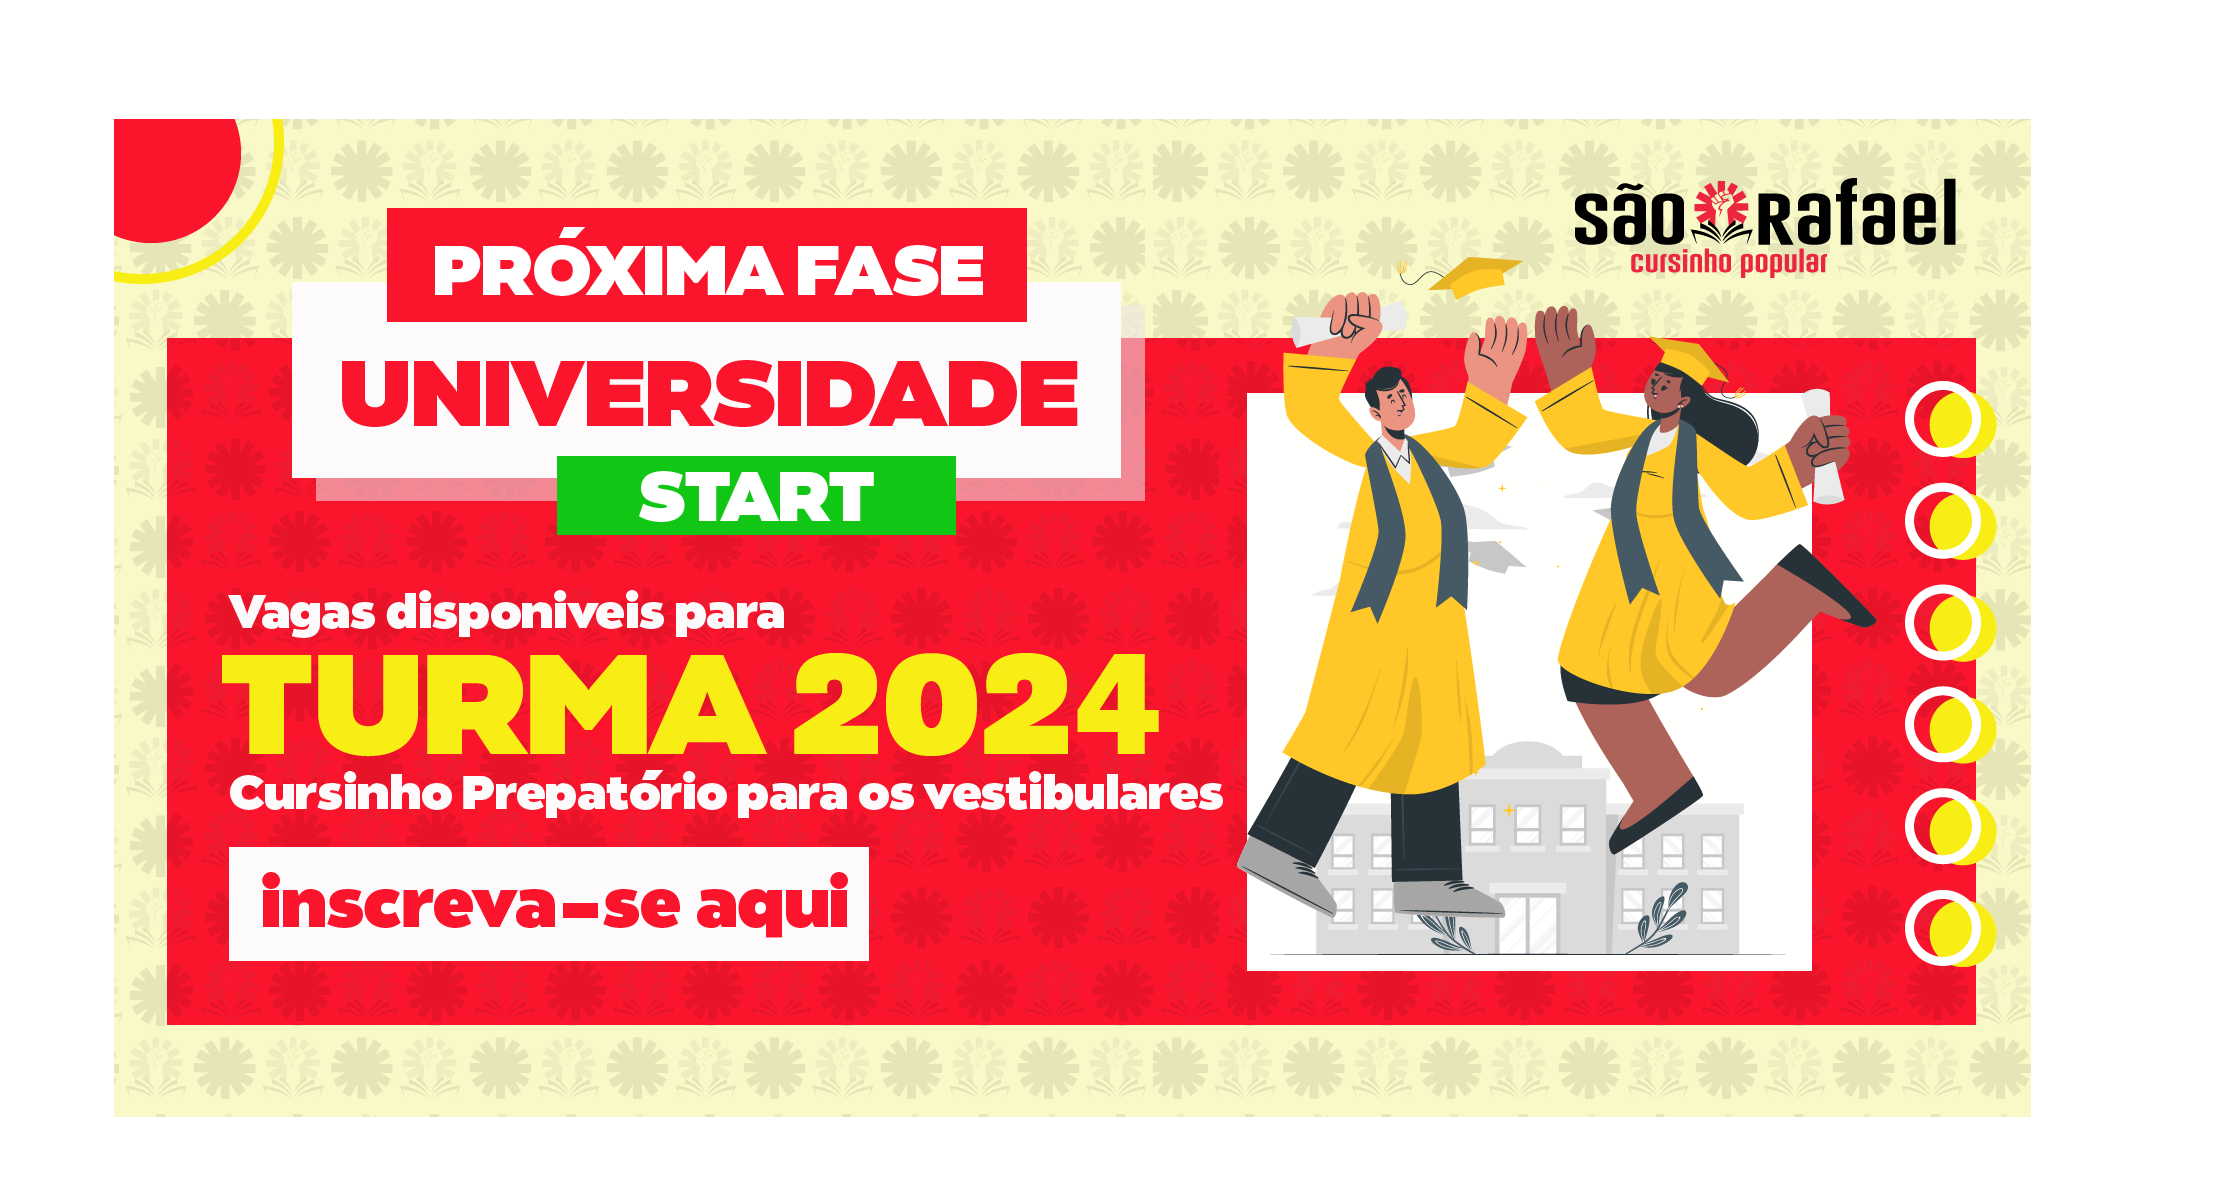 são Rafael
cursinho popular
PRÓXIMA FASE
UNIVERSIDADE
START
Vagas disponiveis para
TURMA 2024
Cursinho Prepatório para os vestibulares
inscreva-se aqui